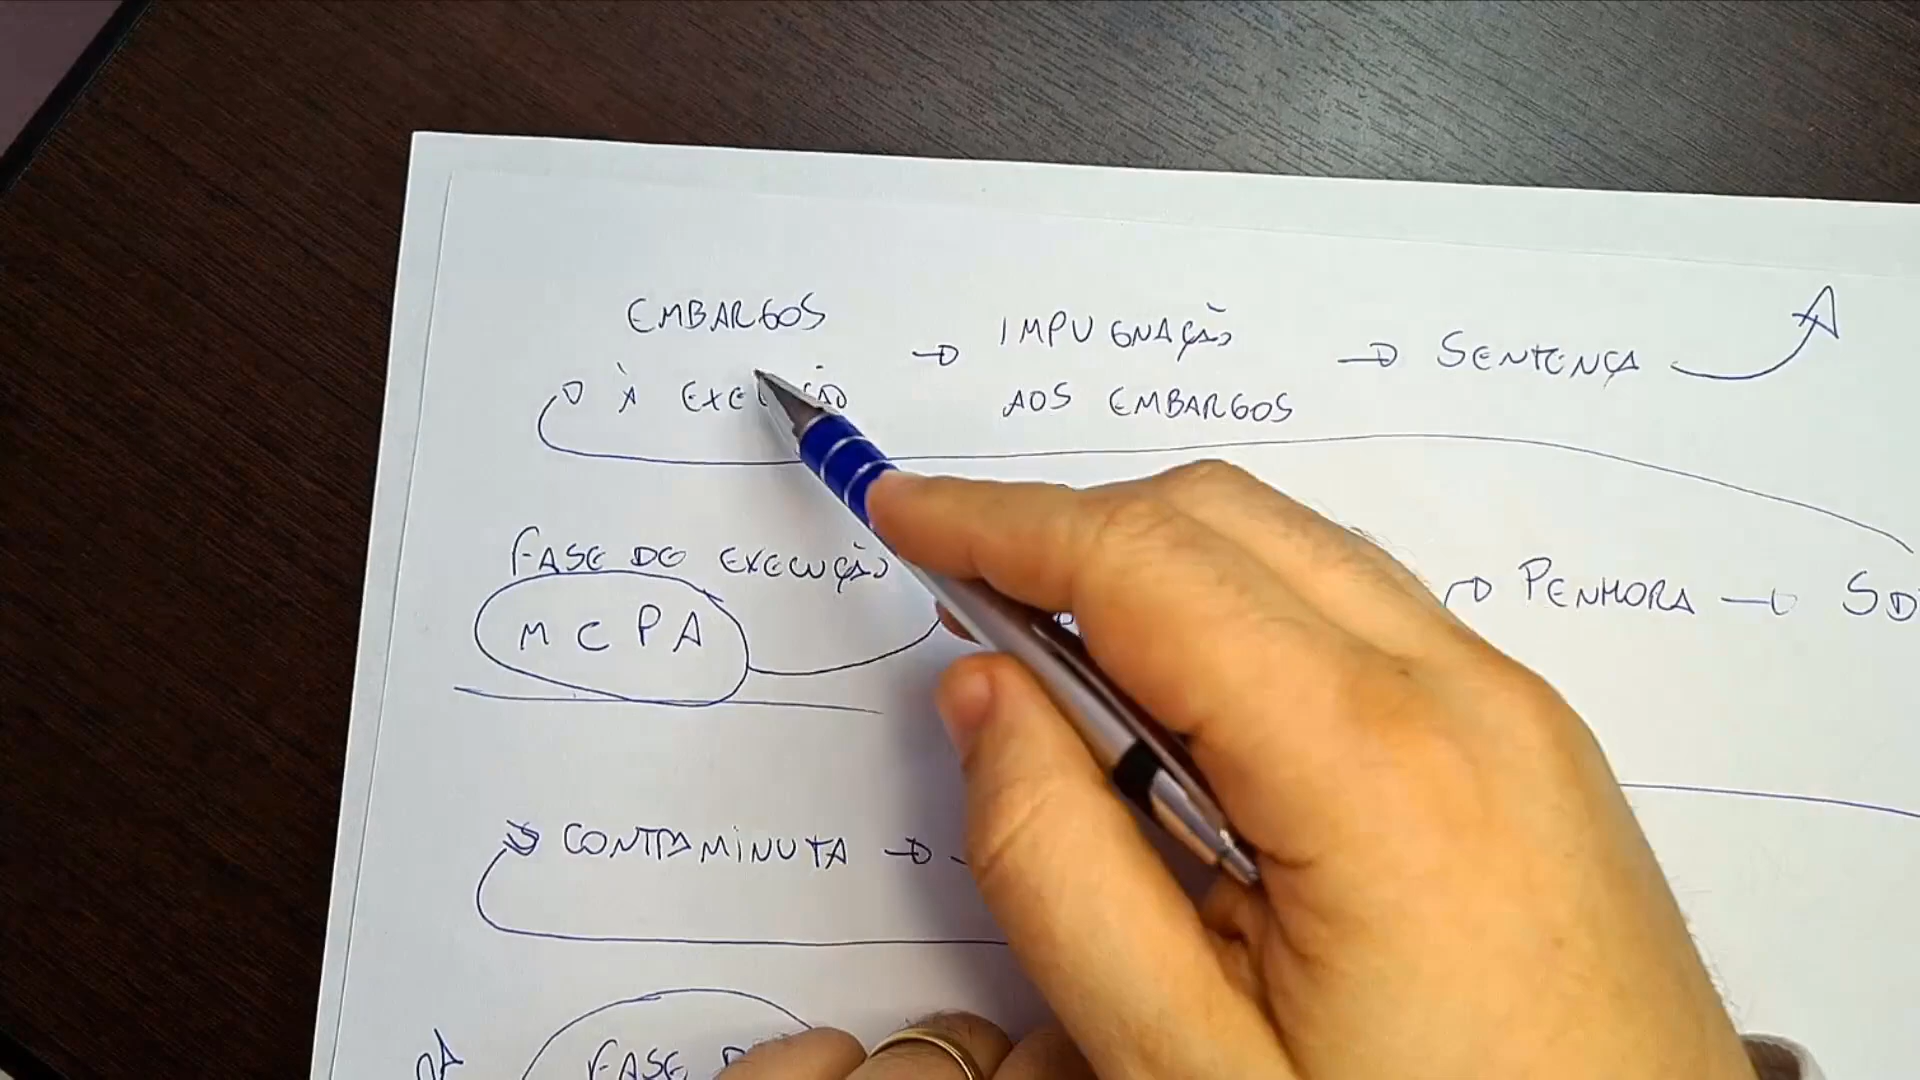 EMBARGOS
À EXECUÇÃO
→ IMPUGNAÇÃO
AOS EMBARGOS
→ SENTENÇA
A
FASE DE EXECUÇÃO
MCPA
→ PENHORA →
CONTRAMINUTA →
FASE